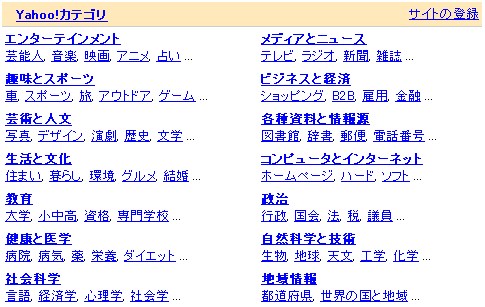 Yahoo!カテゴリ サイトの登録
エンターテインメント
芸能人, 音楽, 映画, アニメ, 占い ...
趣味とスポーツ
車, スポーツ, 旅, アウトドア, ゲーム ...
芸術と人文
写真, デザイン, 演劇, 歴史, 文学 ...
生活と文化
住まい, 暮らし, 環境, グルメ, 結婚 ...
教育
大学, 小中高, 資格, 専門学校 ...
健康と医学
病院, 病気, 薬, 栄養, ダイエット ...
社会科学
言語, 経済学, 心理学, 社会学 ...
メディアとニュース
テレビ, ラジオ, 新聞, 雑誌 ...
ビジネスと経済
ショッピング, B2B, 雇用, 金融 ...
各種資料と情報源
図書館, 辞書, 郵便, 電話番号 ...
コンピュータとインターネット
ホームページ, ハード, ソフト ...
政治
行政, 国会, 法, 税, 議員 ...
自然科学と技術
生物, 地球, 天文, 工学, 化学 ...
地域情報
都道府県, 世界の国と地域 ...